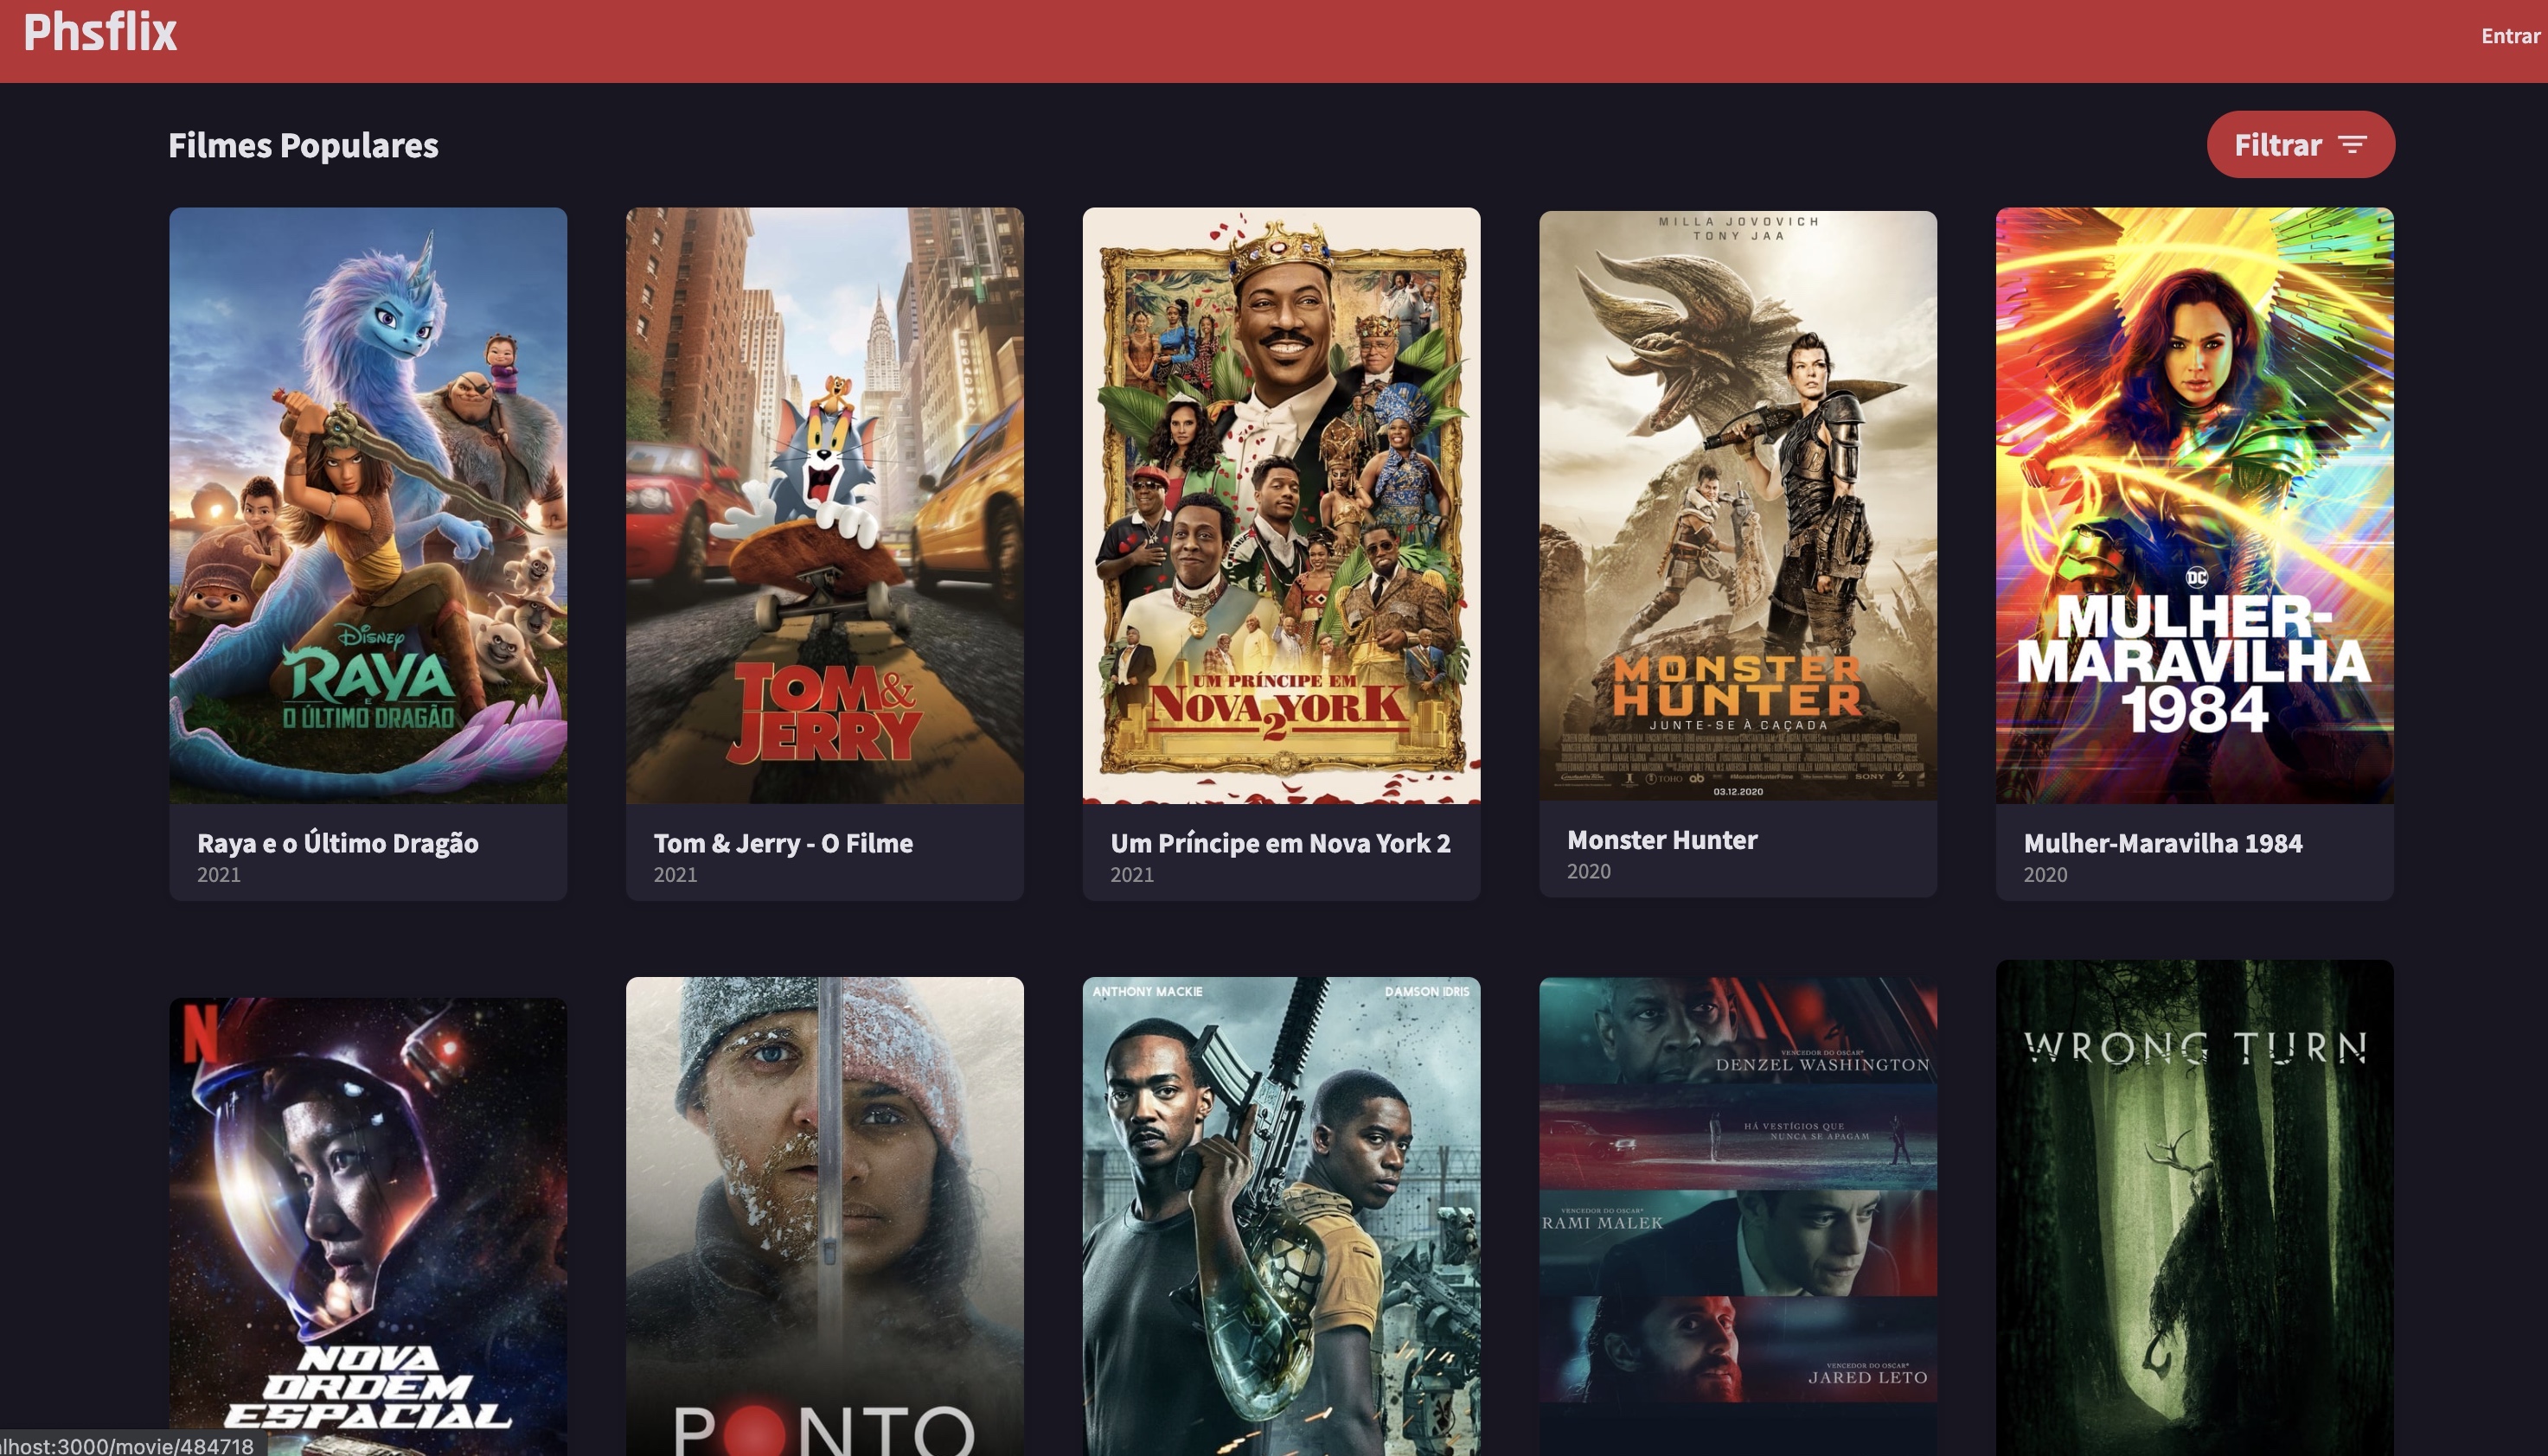 Phsflix
Entrar
Filmes Populares
Filtrar
DISNEY
RAYA
E
O ÚLTIMO DRAGÃO
Raya e o Último Dragão
2021
TOM &
JERRY
Tom & Jerry - O Filme
2021
UM PRÍNCIPE EM
NOVA YORK
2
Um Príncipe em Nova York 2
2021
MILLA JOVOVICH
TONY JAA
MONSTER
HUNTER
JUNTE-SE À CAÇADA
TOHO
#MonsterHunterFilme
SONY
03.12.2020
Monster Hunter
2020
DC
MULHER-
MARAVILHA
1984
Mulher-Maravilha 1984
2020
N
NOVA
ORDEM
ESPACIAL
PONTO
ANTHONY MACKIE
DAMSON IDRIS
VENCEDOR DO OSCAR*
DENZEL WASHINGTON
HÁ VESTÍGIOS QUE
NUNCA SE APAGAM
VENCEDOR DO OSCAR*
RAMI MALEK
VENCEDOR DO OSCAR*
JARED LETO
WRONG TURN
lhost:3000/movie/484718